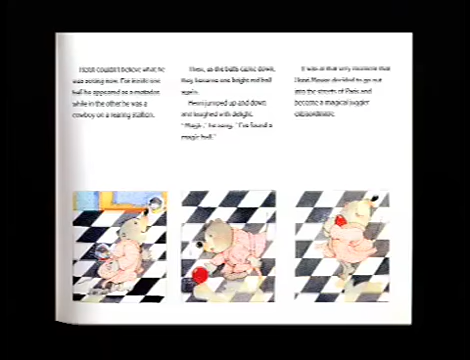 Henri couldn't believe what he
was seeing now. For inside one
ball he appeared as a matador,
while in the other he was a
cowboy on a rearing stallion.
Then, as the balls came down,
they became one bright red ball
again.
Henri jumped up and down
and laughed with delight.
"Magic," he sang. "I've found a
magic ball."
It was at that very moment that
Henri Mouse decided to go out
into the streets of Paris and
become a magical juggler
extraordinaire.